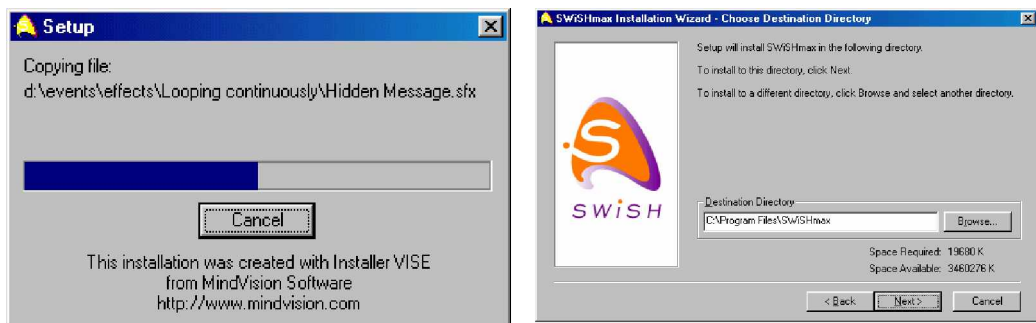 Setup
Copying file:
d:\events\effects\Looping continuously\Hidden Message.sfx
Cancel
This installation was created with Installer VISE
from MindVision Software
http://www.mindvision.com
SWiSHmax Installation Wizard - Choose Destination Directory
Setup will install SWiSHmax in the following directory.
To install to this directory, click Next
To install to a different directory, click Browse and select another directory.
SWiSH
Destination Directory
C:\Program Files\SWiSHmax
Browse...
Space Required: 19680 K
Space Available: 3460276 K
< Back
Next >
Cancel